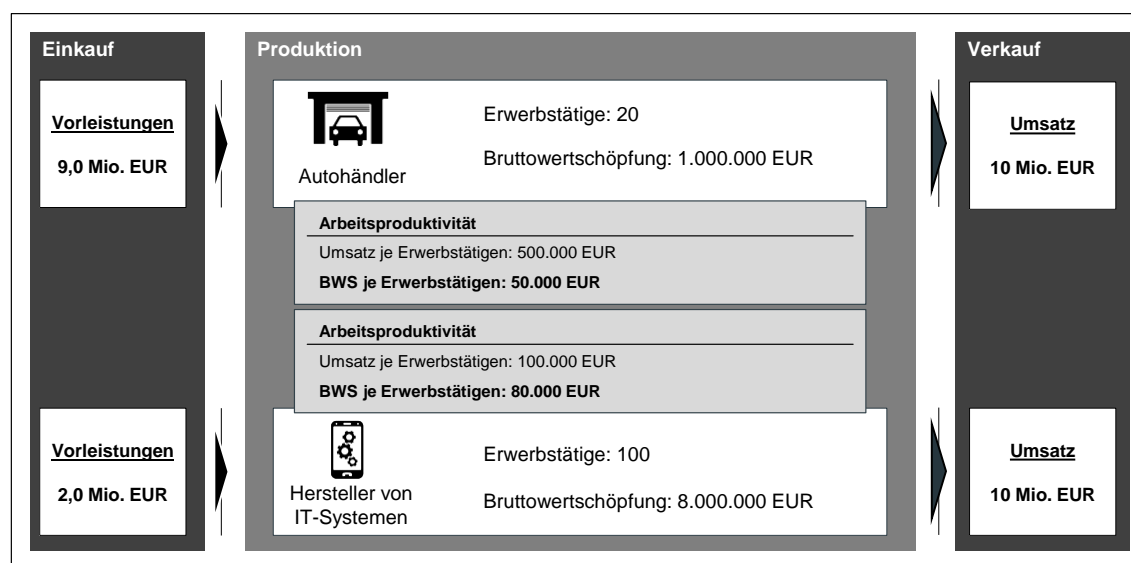 Einkauf
Produktion
Verkauf
Vorleistungen
9,0 Mio. EUR
Autohändler
Erwerbstätige: 20
Bruttowertschöpfung: 1.000.000 EUR
Umsatz
10 Mio. EUR
Arbeitsproduktivität
Umsatz je Erwerbstätigen: 500.000 EUR
BWS je Erwerbstätigen: 50.000 EUR
Arbeitsproduktivität
Umsatz je Erwerbstätigen: 100.000 EUR
BWS je Erwerbstätigen: 80.000 EUR
Vorleistungen
2,0 Mio. EUR
Hersteller von
IT-Systemen
Erwerbstätige: 100
Bruttowertschöpfung: 8.000.000 EUR
Umsatz
10 Mio. EUR